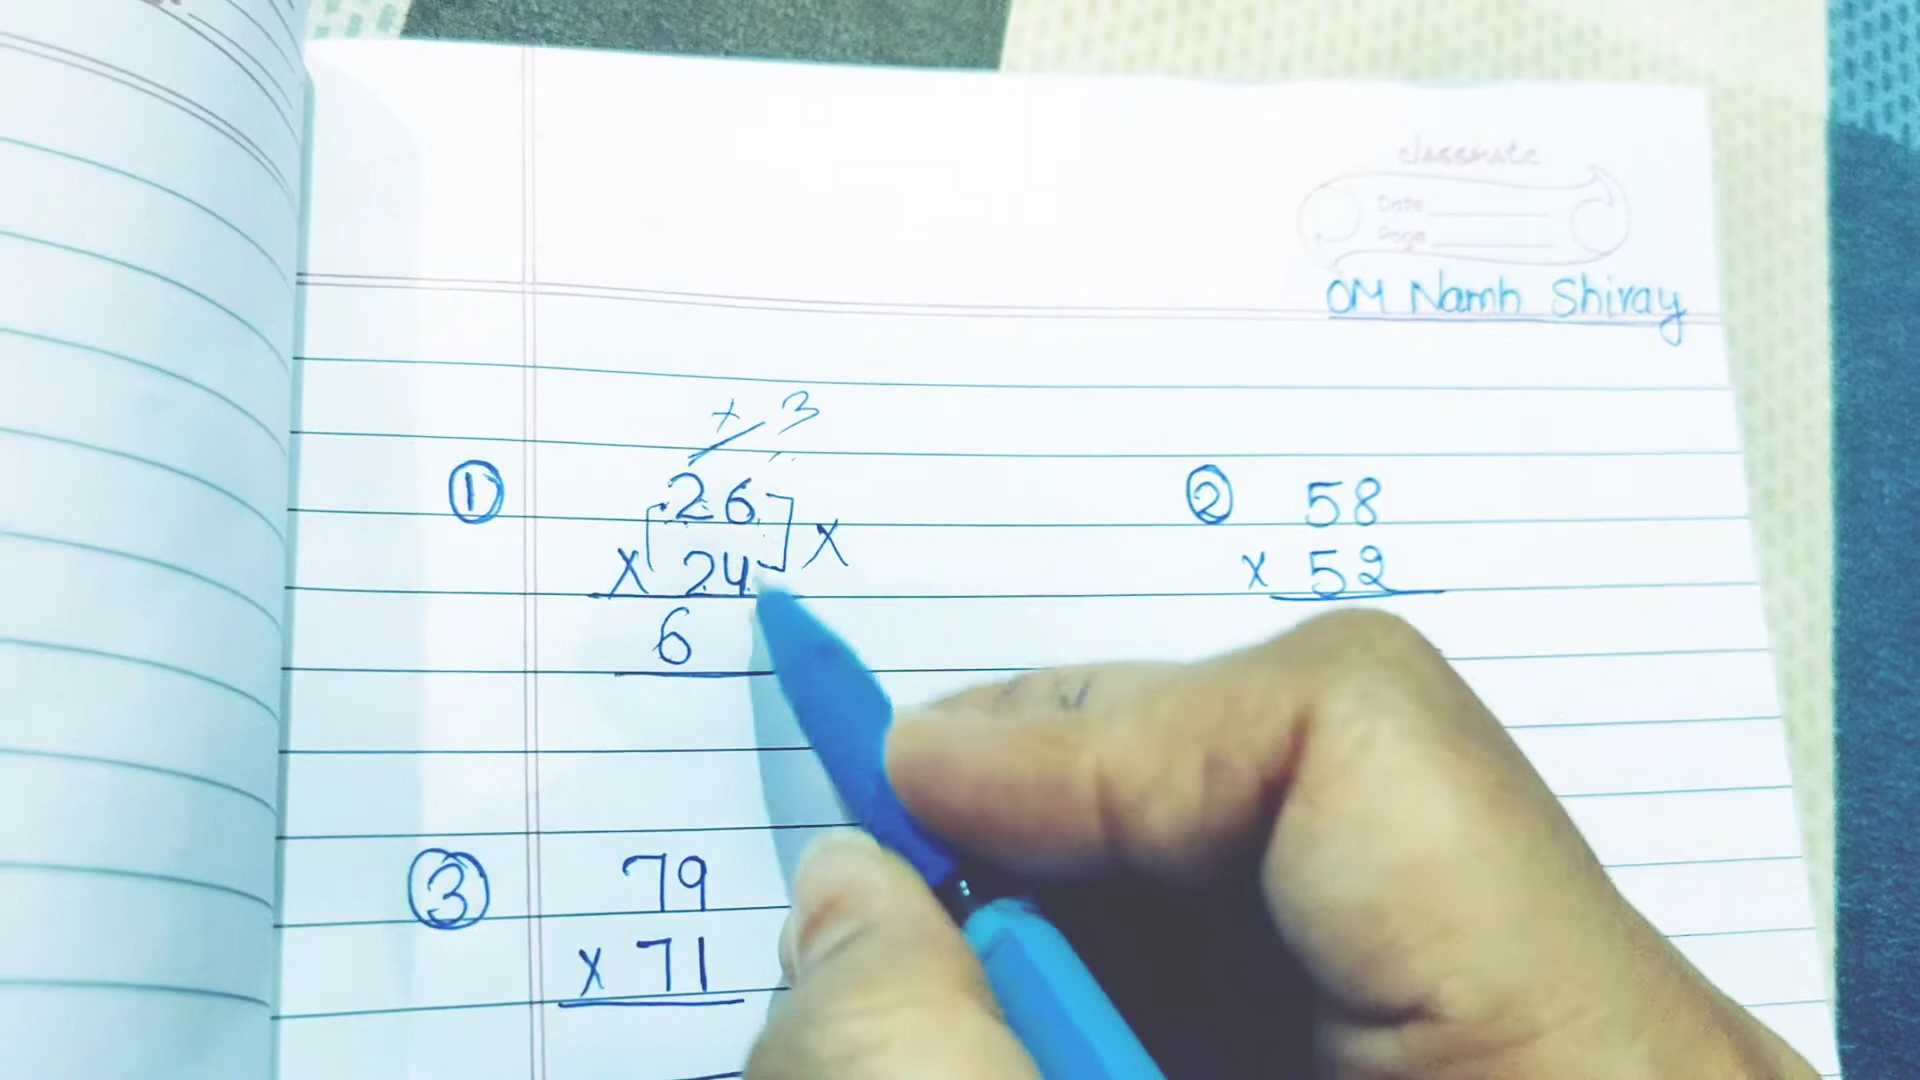 classmate
Date
Page
OM Namh Shivay
+ 3
① 26
X 24 X
6
② 58
X 52
③ 79
X 71